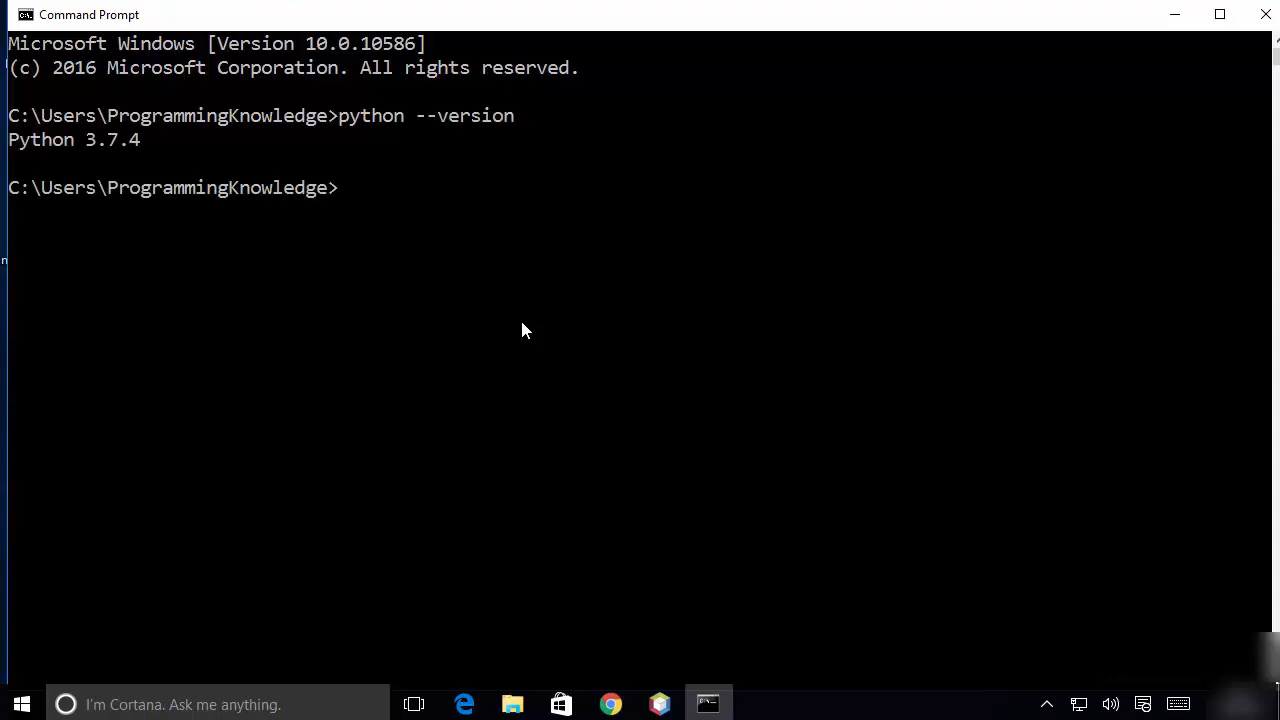 Command Prompt
Microsoft Windows [Version 10.0.10586]
(c) 2016 Microsoft Corporation. All rights reserved.
C:\Users\ProgrammingKnowledge>python --version
Python 3.7.4
C:\Users\ProgrammingKnowledge>
n
I'm Cortana. Ask me anything.